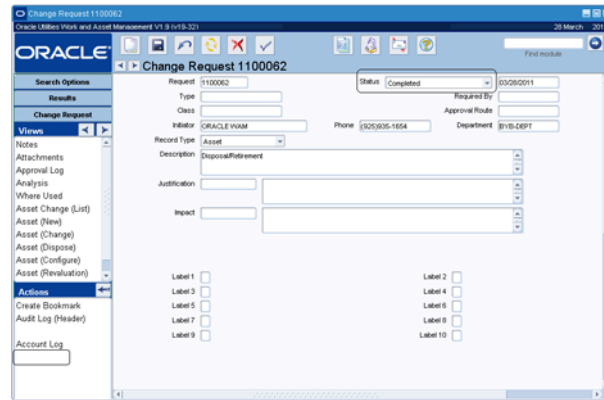 Change Request 1100062
Oracle Utilities Work and Asset Management V1.9 (v19-32)
28 March 201
ORACLE
Find module
Change Request 1100062
Search Options
Results
Change Request
Views
Notes
Attachments
Approval Log
Analysis
Where Used
Asset Change (List)
Asset (New)
Asset (Change)
Asset (Dispose)
Asset (Configure)
Asset (Revaluation)
Actions
Create Bookmark
Audit Log (Header)
Account Log
Request 1100062
Status Completed 03/28/2011
Type
Required By
Class
Approval Route
Initiator ORACLE WAM
Phone (925)935-1654
Department BYB-DEPT
Record Type Asset
Description Disposal/Retirement
Justification
Impact
Label 1
Label 2
Label 3
Label 4
Label 5
Label 6
Label 7
Label 8
Label 9
Label 10